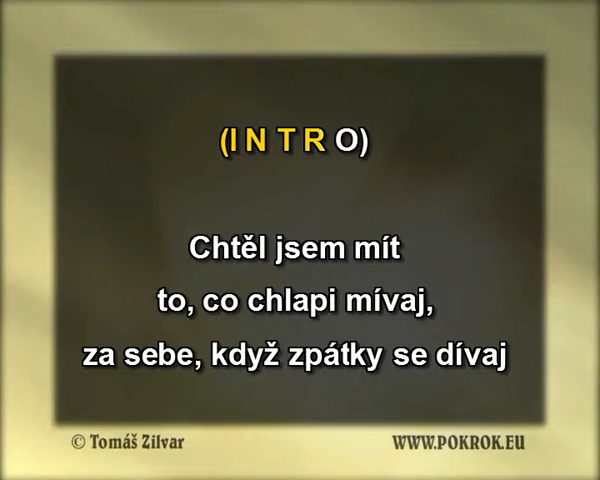 (I N T R O)
Chtěl jsem mít
to, co chlapi mívaj,
za sebe, když zpátky se dívaj
© Tomáš Zilvar
WWW.POKROK.EU